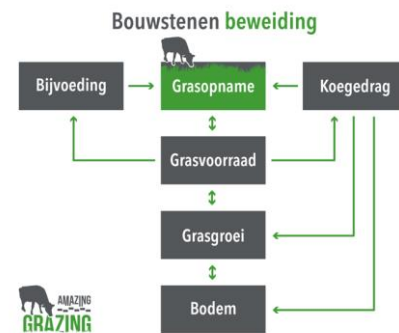 Bouwstenen beweiding
Bijvoeding
Grasopname
Koegedrag
Grasvoorraad
Grasgroei
Bodem
AMAZING
GRAZING